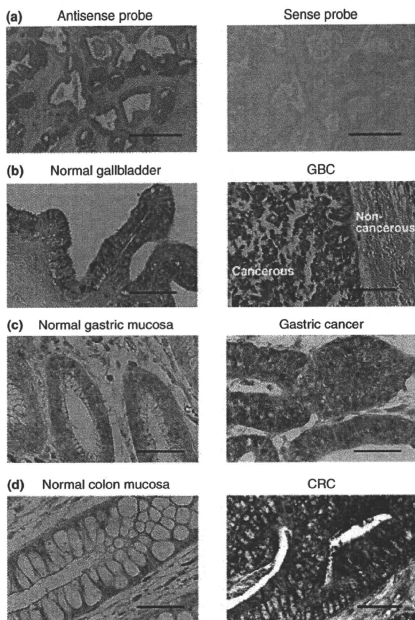 (a) Antisense probe Sense probe
(b) Normal gallbladder GBC
Non-
cancerous
Cancerous
(c) Normal gastric mucosa Gastric cancer
(d) Normal colon mucosa CRC